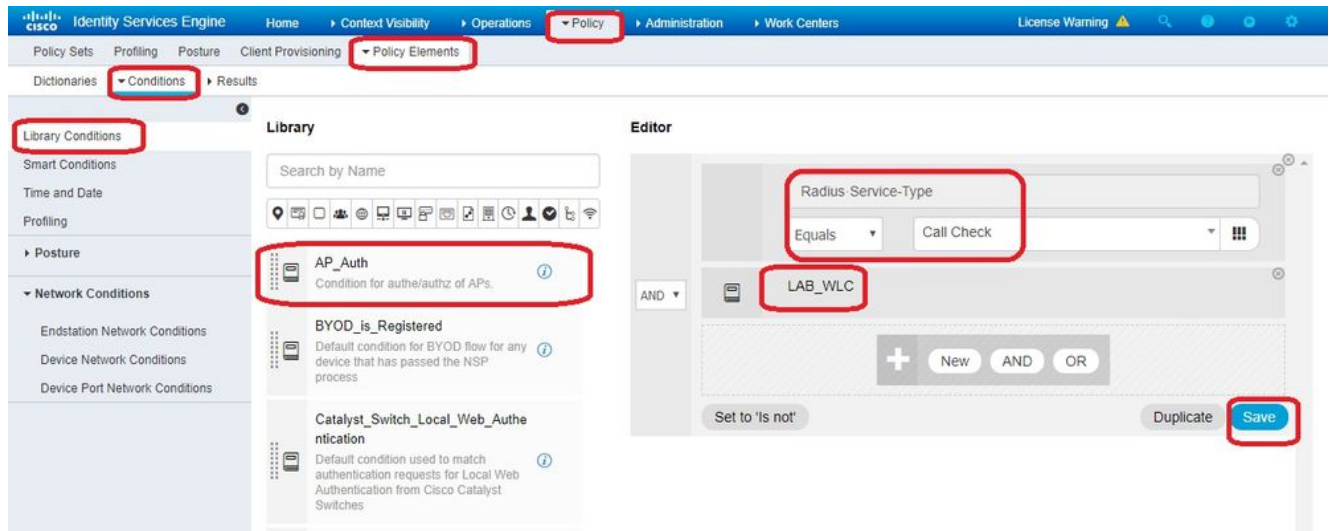 cisco Identity Services Engine Home Context Visibility Operations Policy Administration Work Centers License Warning
Policy Sets Profiling Posture Client Provisioning Policy Elements
Dictionaries Conditions Results
Library Conditions
Smart Conditions
Time and Date
Profiling
Posture
Network Conditions
Endstation Network Conditions
Device Network Conditions
Device Port Network Conditions
Library
Search by Name
AP_Auth
Condition for authe/authz of APs.
BYOD_is_Registered
Default condition for BYOD flow for any
device that has passed the NSP
process
Catalyst_Switch_Local_Web_Authe
ntication
Default condition used to match
authentication requests for Local Web
Authentication from Cisco Catalyst
Switches
Editor
Radius·Service-Type
Equals Call Check
AND LAB_WLC
New AND OR
Set to 'Is not' Duplicate Save